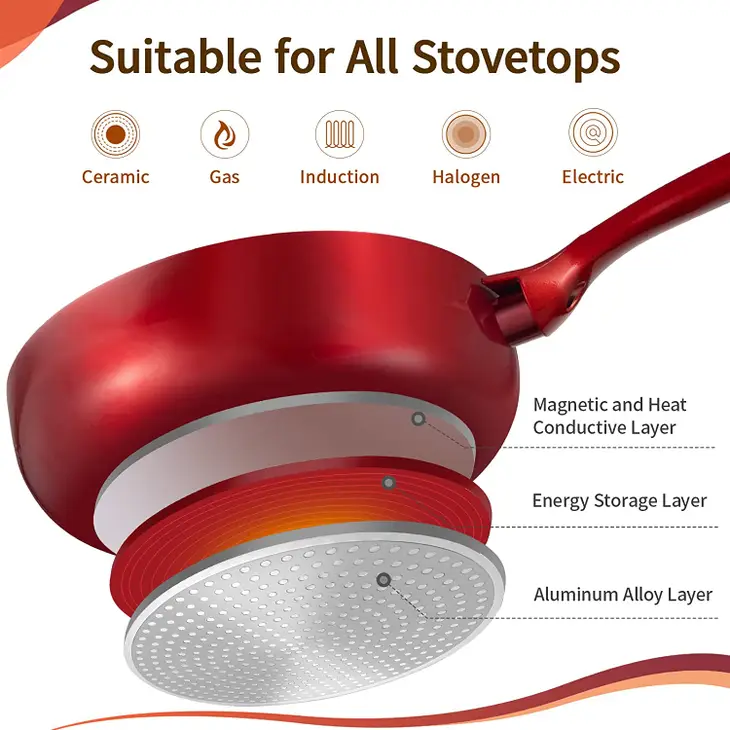 Suitable for All Stovetops
Ceramic
Gas
Induction
Halogen
Electric
Magnetic and Heat
Conductive Layer
Energy Storage Layer
Aluminum Alloy Layer